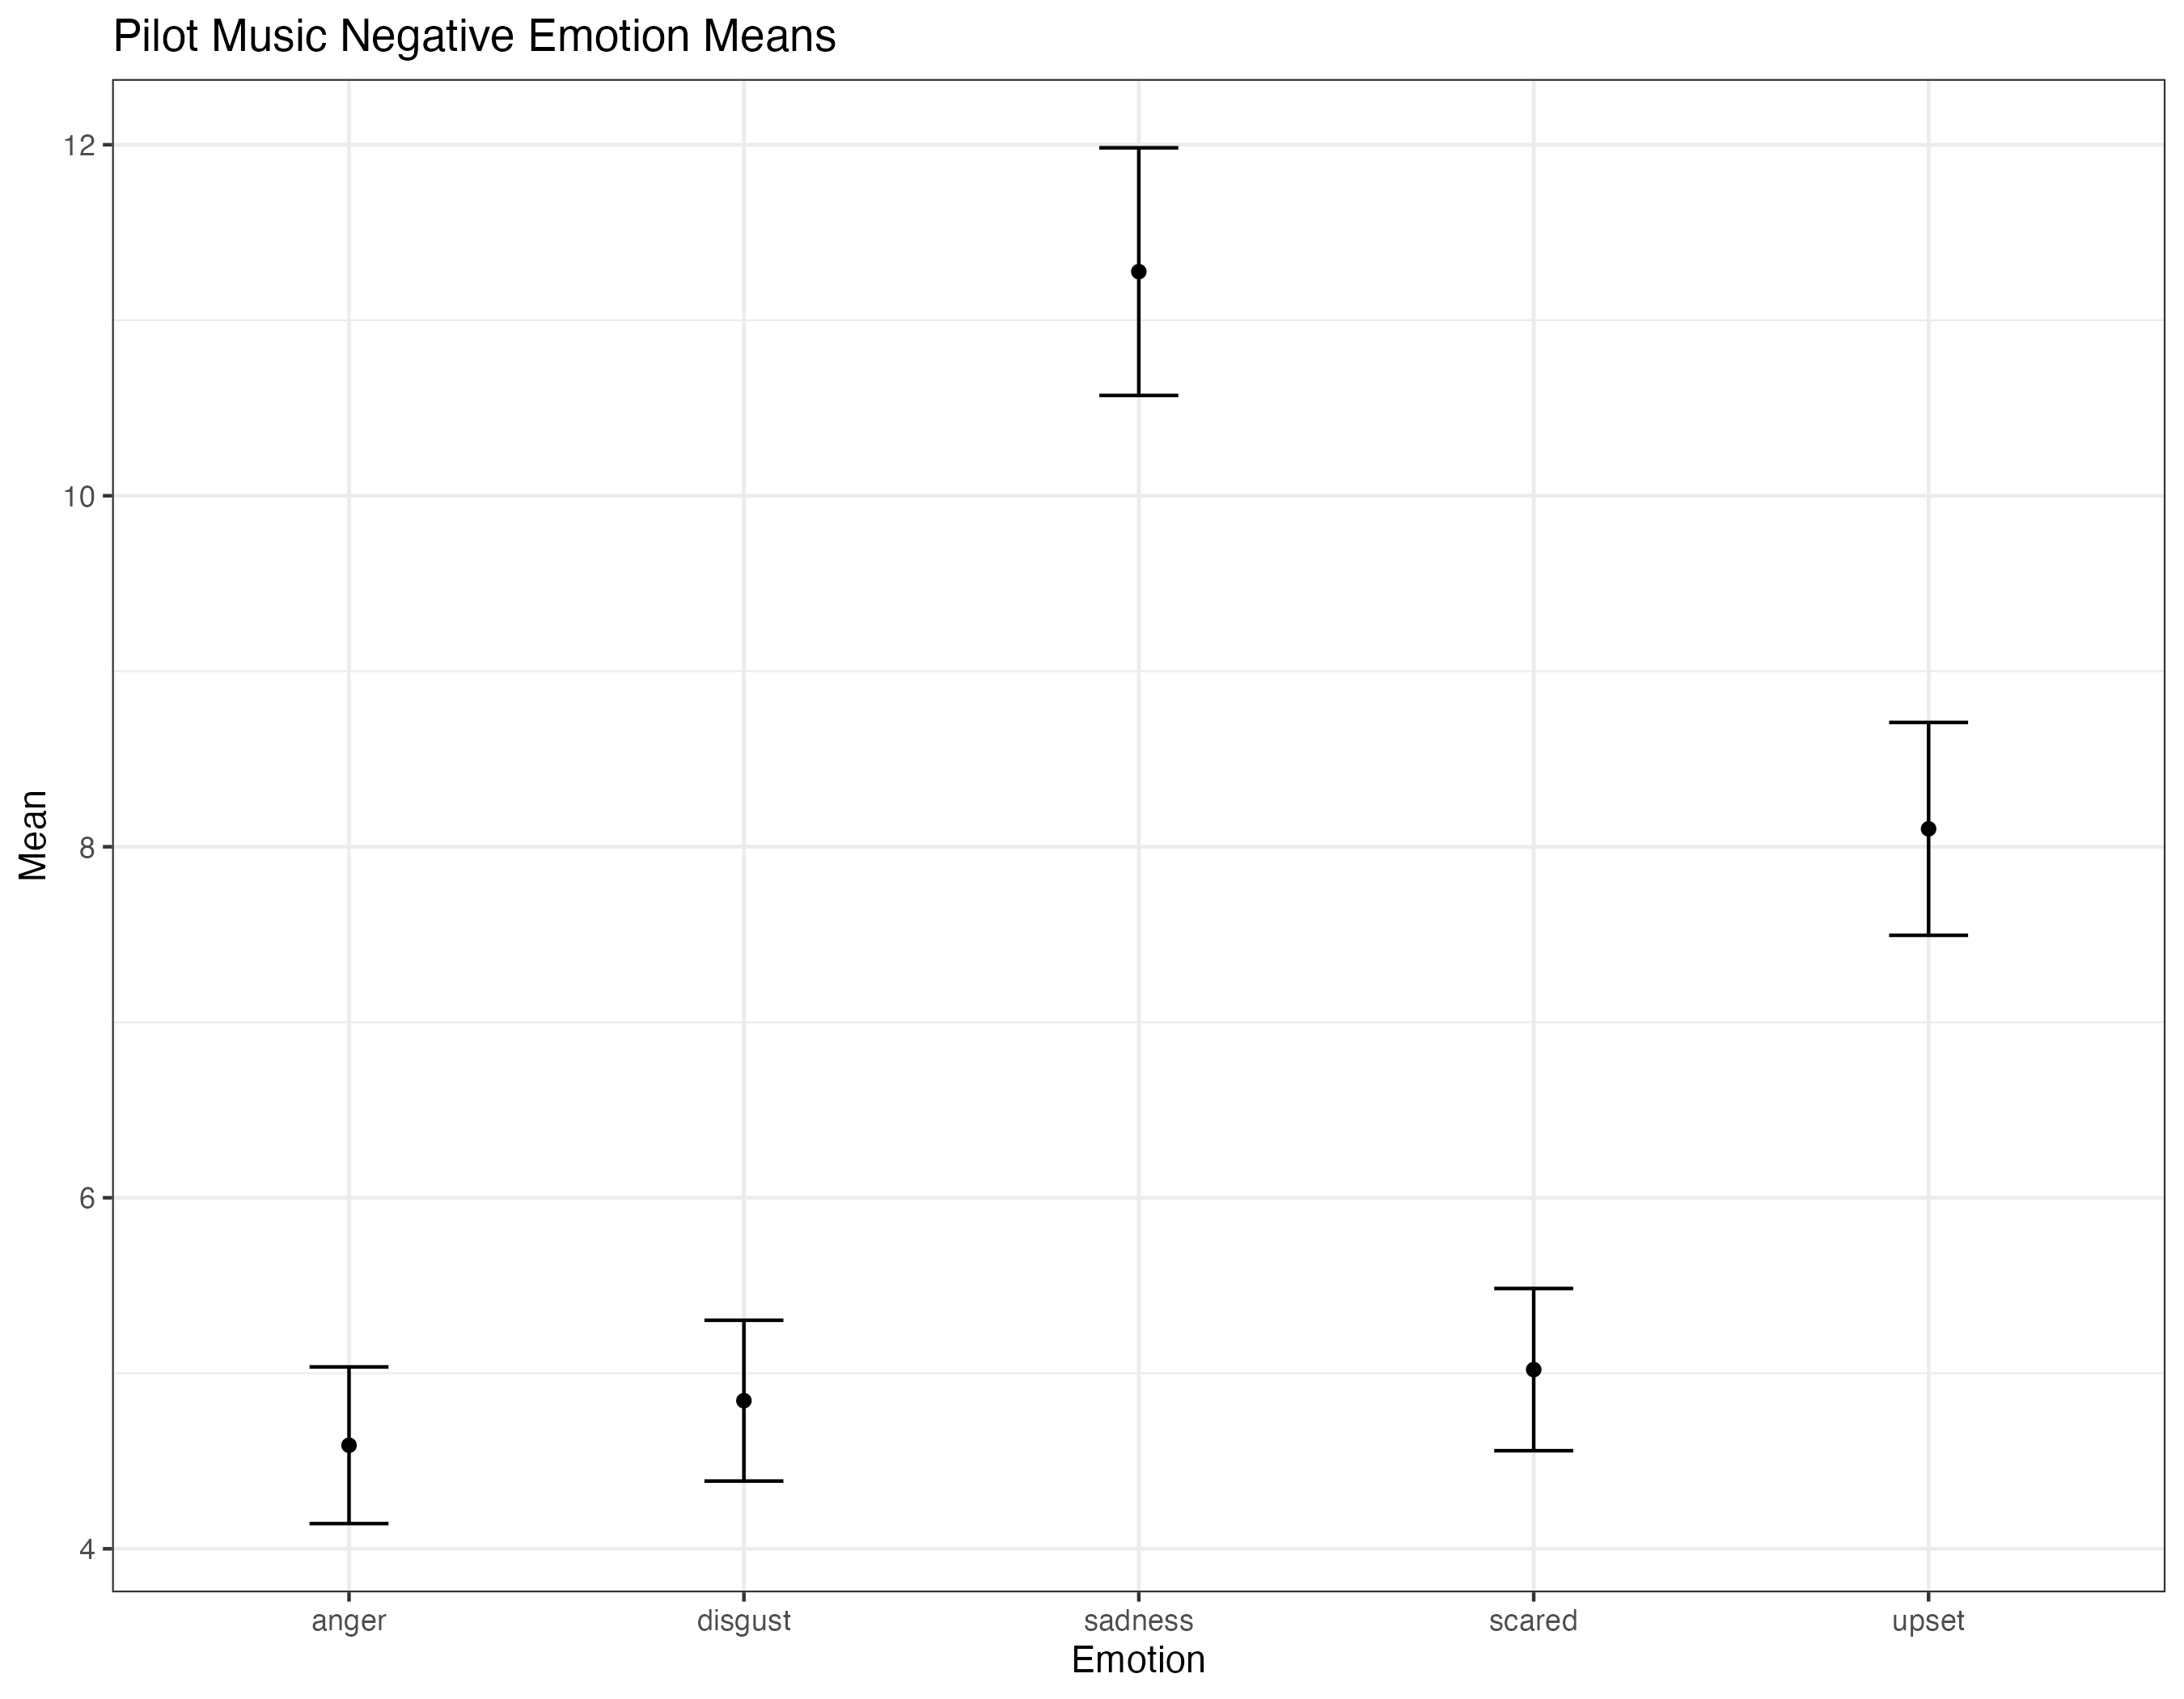 Pilot Music Negative Emotion Means
12
10
8
6
4
Mean
anger disgust sadness scared upset
Emotion